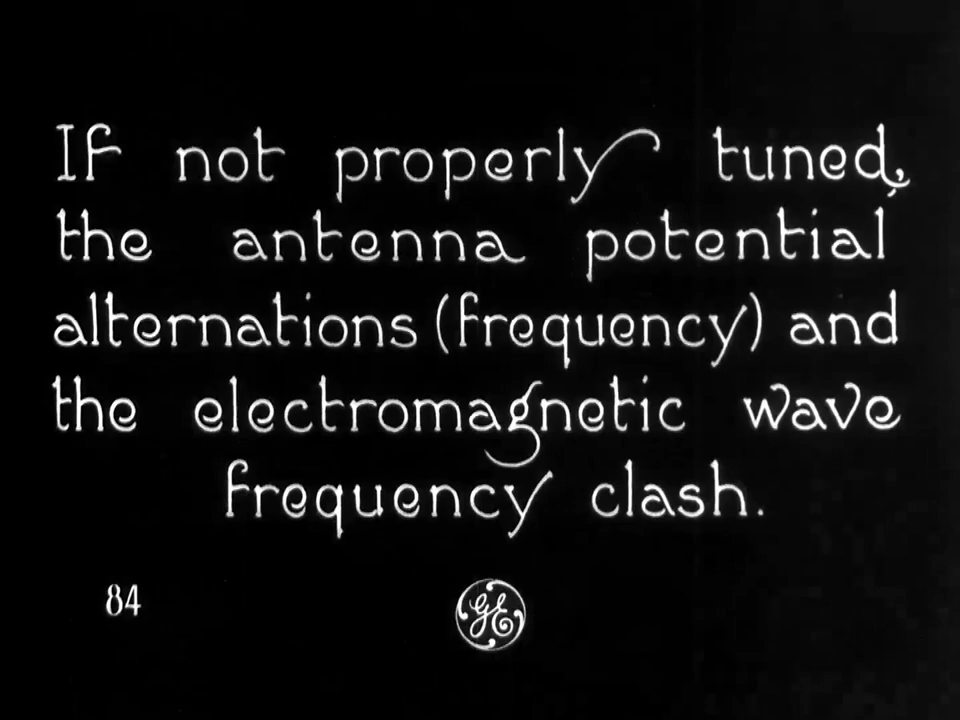 If not properly tuned,
the antenna potential
alternations (frequency) and
the electromagnetic wave
frequency clash.
84
GE